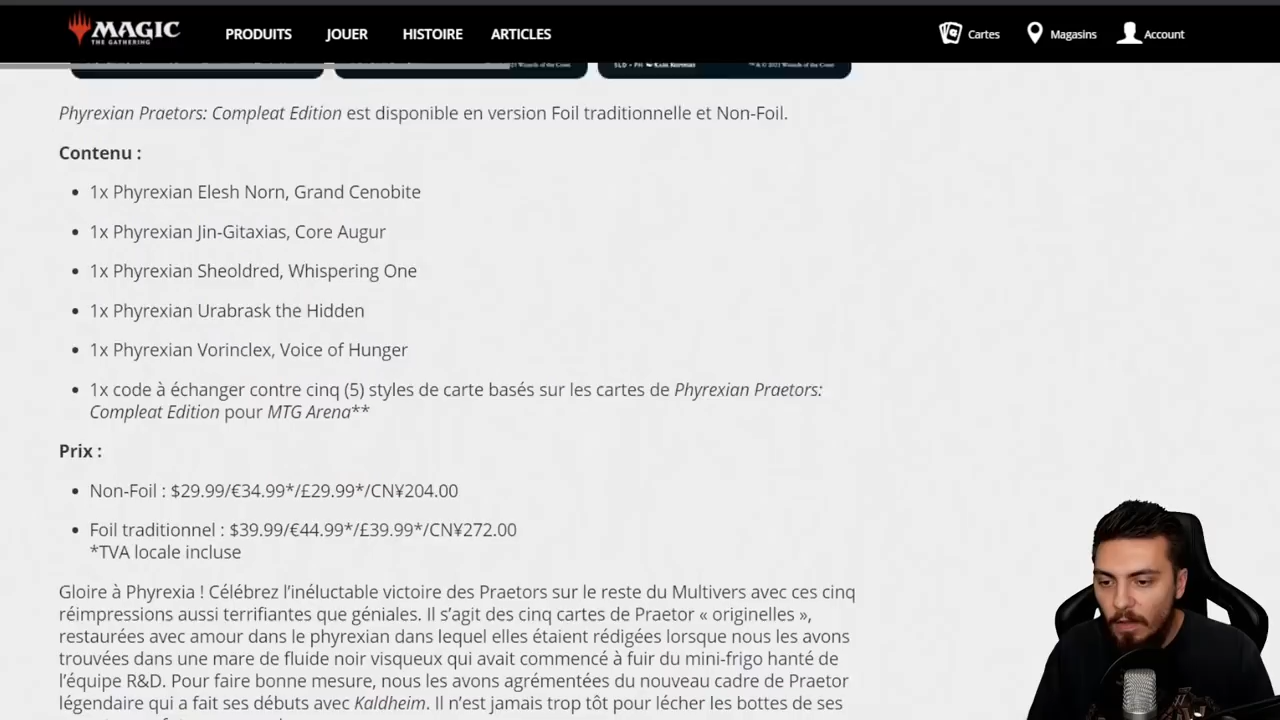 MAGIC
THE GATHERING
PRODUITS JOUER HISTOIRE ARTICLES Cartes Magasins Account
Phyrexian Praetors: Compleat Edition est disponible en version Foil traditionnelle et Non-Foil.
Contenu :
• 1x Phyrexian Elesh Norn, Grand Cenobite
• 1x Phyrexian Jin-Gitaxias, Core Augur
• 1x Phyrexian Sheoldred, Whispering One
• 1x Phyrexian Urabrask the Hidden
• 1x Phyrexian Vorinclex, Voice of Hunger
• 1x code à échanger contre cinq (5) styles de carte basés sur les cartes de Phyrexian Praetors:
Compleat Edition pour MTG Arena**
Prix :
• Non-Foil : $29.99/€34.99*/£29.99*/CN¥204.00
• Foil traditionnel : $39.99/€44.99*/£39.99*/CN¥272.00
*TVA locale incluse
Gloire à Phyrexia ! Célébrez l’inéluctable victoire des Praetors sur le reste du Multivers avec ces cinq
réimpressions aussi terrifiantes que géniales. Il s’agit des cinq cartes de Praetor « originelles »,
restaurées avec amour dans le phyrexian dans lequel elles étaient rédigées lorsque nous les avons
trouvées dans une mare de fluide noir visqueux qui avait commencé à fuir du mini-frigo hanté de
l’équipe R&D. Pour faire bonne mesure, nous les avons agrémentées du nouveau cadre de Praetor
légendaire qui a fait ses débuts avec Kaldheim. Il n’est jamais trop tôt pour lécher les bottes de ses